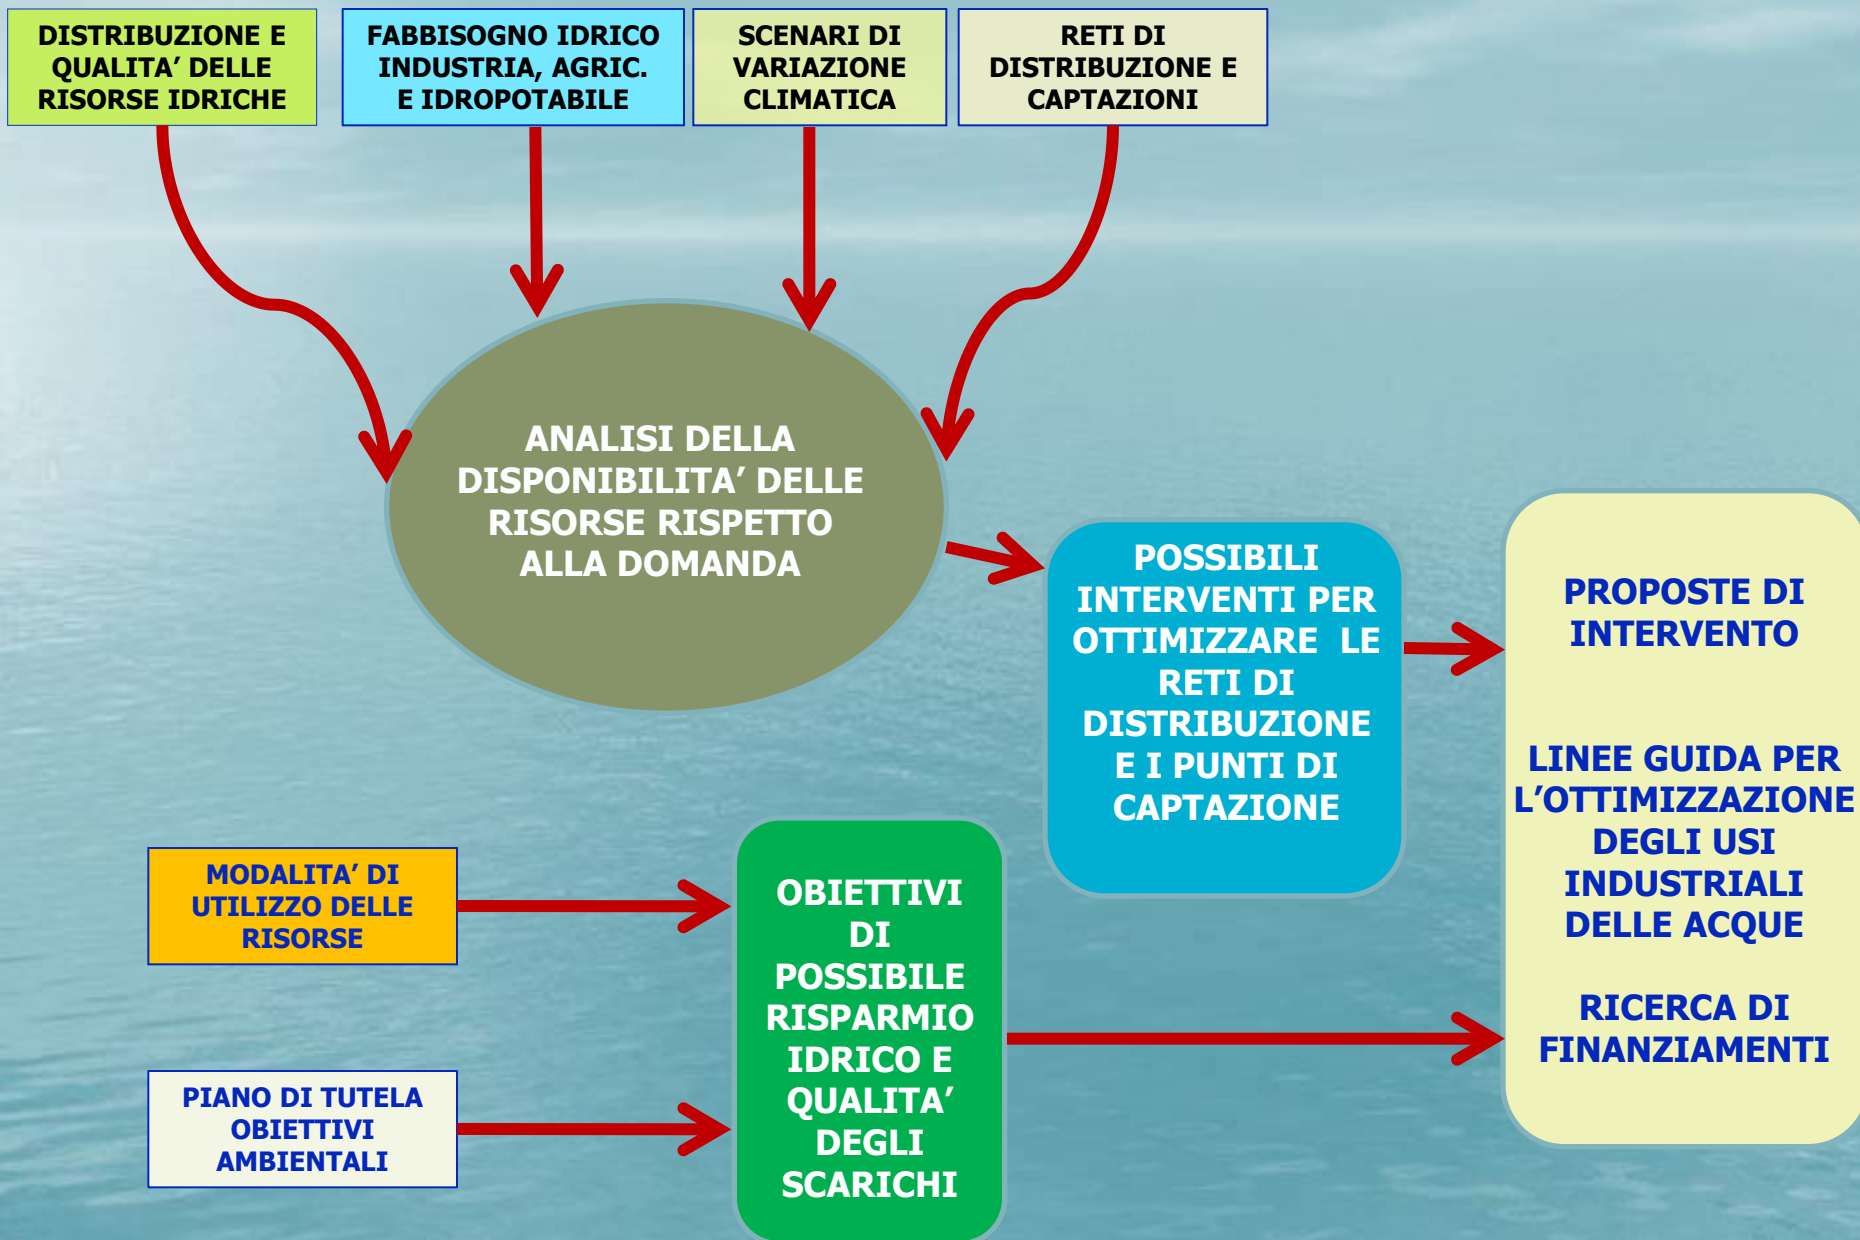 DISTRIBUZIONE E
QUALITA’ DELLE
RISORSE IDRICHE
FABBISOGNO IDRICO
INDUSTRIA, AGRIC.
E IDROPOTABILE
SCENARI DI
VARIAZIONE
CLIMATICA
RETI DI
DISTRIBUZIONE E
CAPTAZIONI
ANALISI DELLA
DISPONIBILITA’ DELLE
RISORSE RISPETTO
ALLA DOMANDA
POSSIBILI
INTERVENTI PER
OTTIMIZZARE LE
RETI DI
DISTRIBUZIONE
E I PUNTI DI
CAPTAZIONE
PROPOSTE DI
INTERVENTO
LINEE GUIDA PER
L’OTTIMIZZAZIONE
DEGLI USI
INDUSTRIALI
DELLE ACQUE
RICERCA DI
FINANZIAMENTI
MODALITA’ DI
UTILIZZO DELLE
RISORSE
PIANO DI TUTELA
OBIETTIVI
AMBIENTALI
OBIETTIVI
DI
POSSIBILE
RISPARMIO
IDRICO E
QUALITA’
DEGLI
SCARICHI